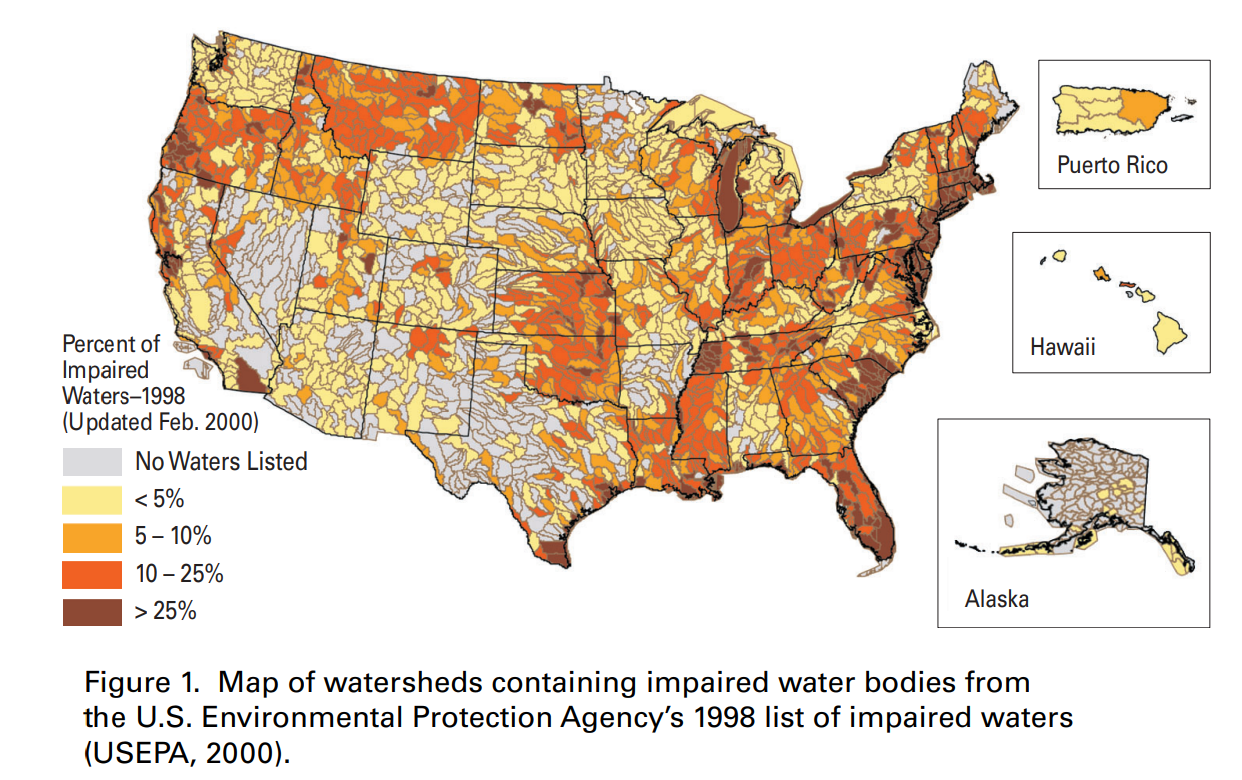 Puerto Rico
Hawaii
Alaska
Percent of
Impaired
Waters–1998
(Updated Feb. 2000)
No Waters Listed
< 5%
5 – 10%
10 – 25%
> 25%
Figure 1. Map of watersheds containing impaired water bodies from
the U.S. Environmental Protection Agency’s 1998 list of impaired waters
(USEPA, 2000).